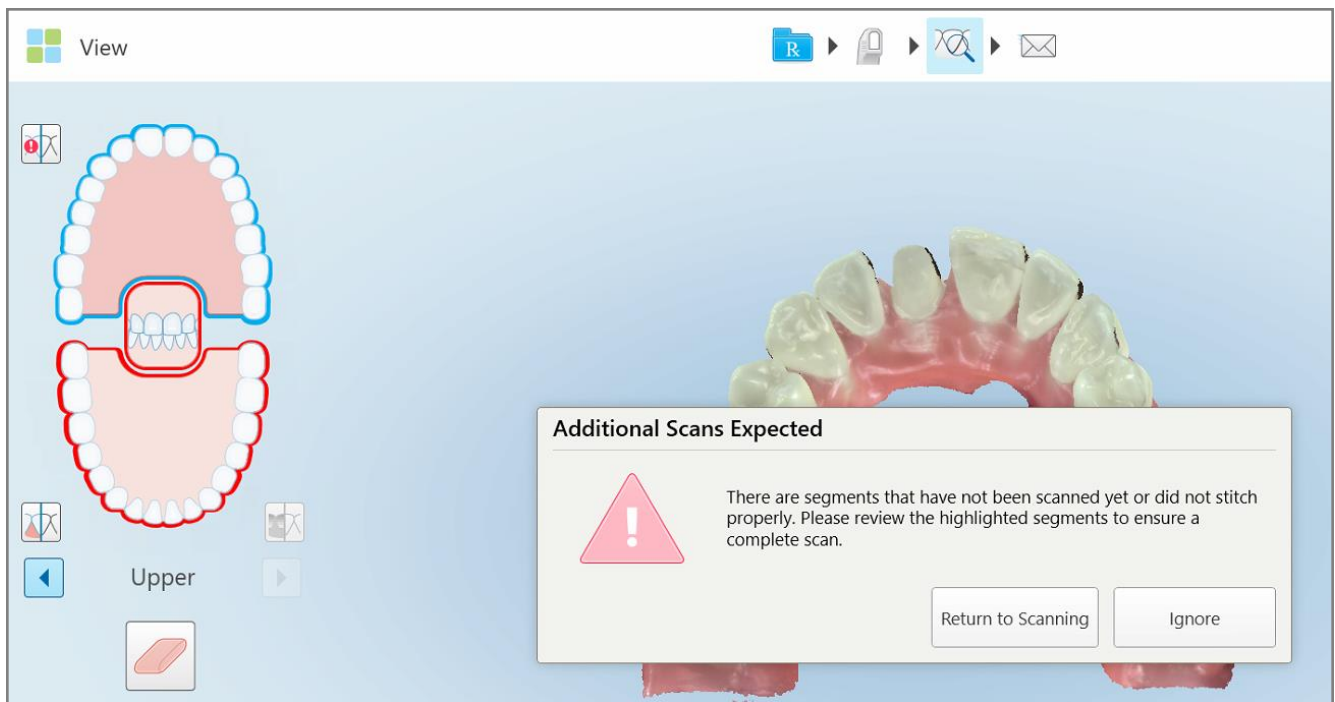 View
R
Additional Scans Expected
There are segments that have not been scanned yet or did not stitch
properly. Please review the highlighted segments to ensure a
complete scan.
Upper
Return to Scanning
Ignore